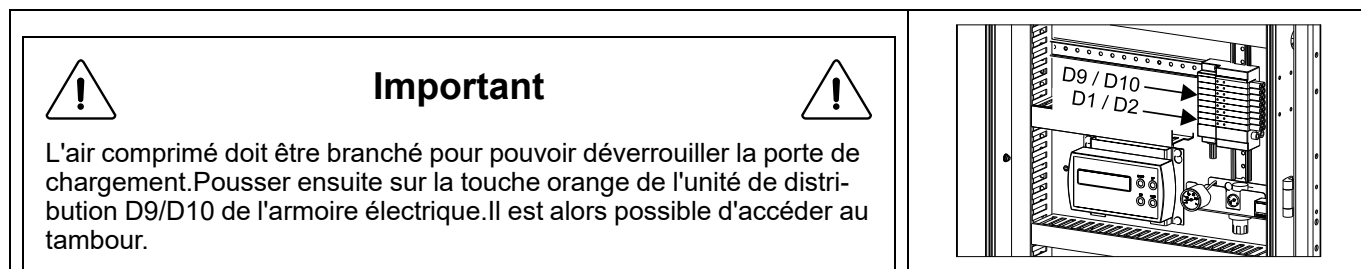 Important
L'air comprimé doit être branché pour pouvoir déverrouiller la porte de
chargement.Pousser ensuite sur la touche orange de l'unité de distri-
bution D9/D10 de l'armoire électrique.Il est alors possible d'accéder au
tambour.
D9 / D10
D1 / D2